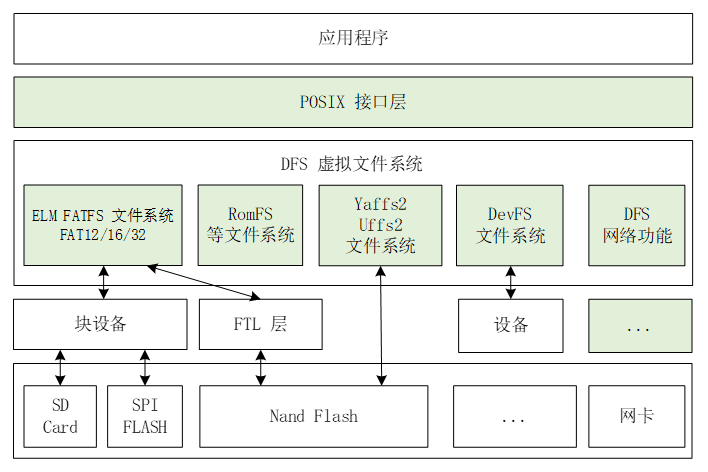 应用程序
POSIX 接口层
DFS 虚拟文件系统
ELM FATFS 文件系统
FAT12/16/32
RomFS
等文件系统
Yaffs2
Uffs2
文件系统
DevFS
文件系统
DFS
网络功能
块设备
FTL 层
设备
...
SD
Card
SPI
FLASH
Nand Flash
...
网卡